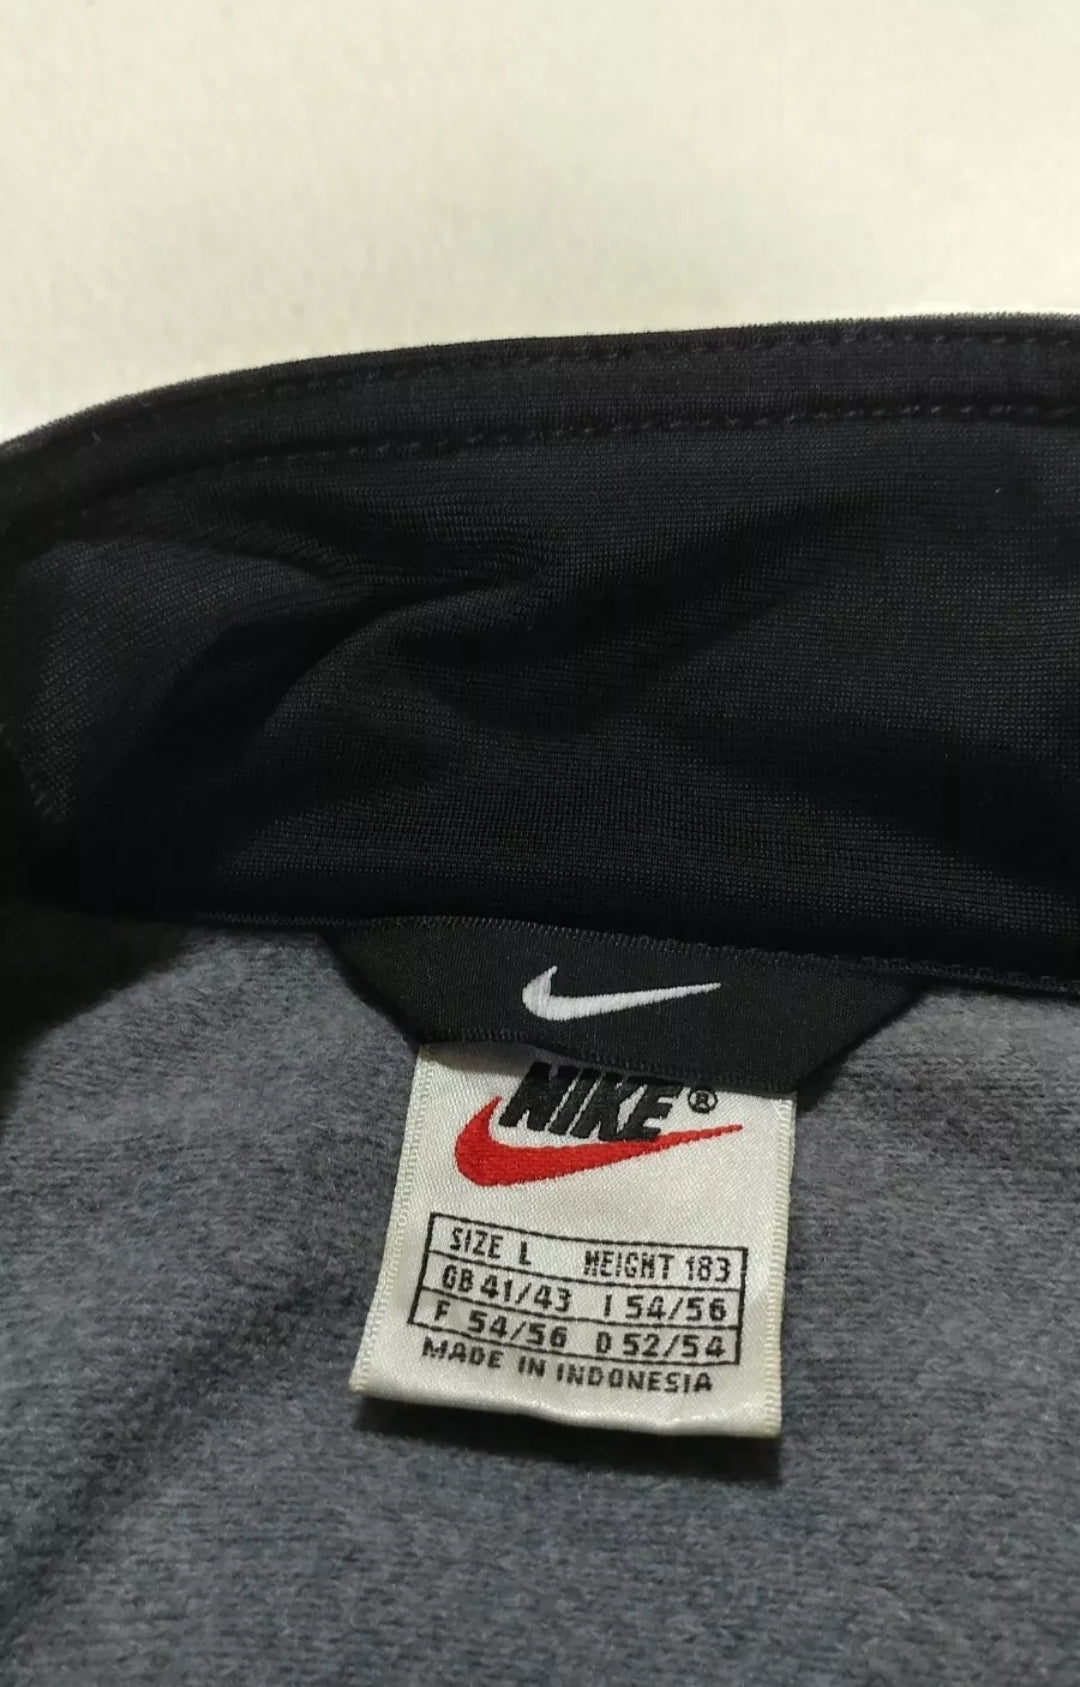 NIKE®
SIZE L HEIGHT 183
GB 41/43 I 54/56
F 54/56 D 52/54
MADE IN INDONESIA